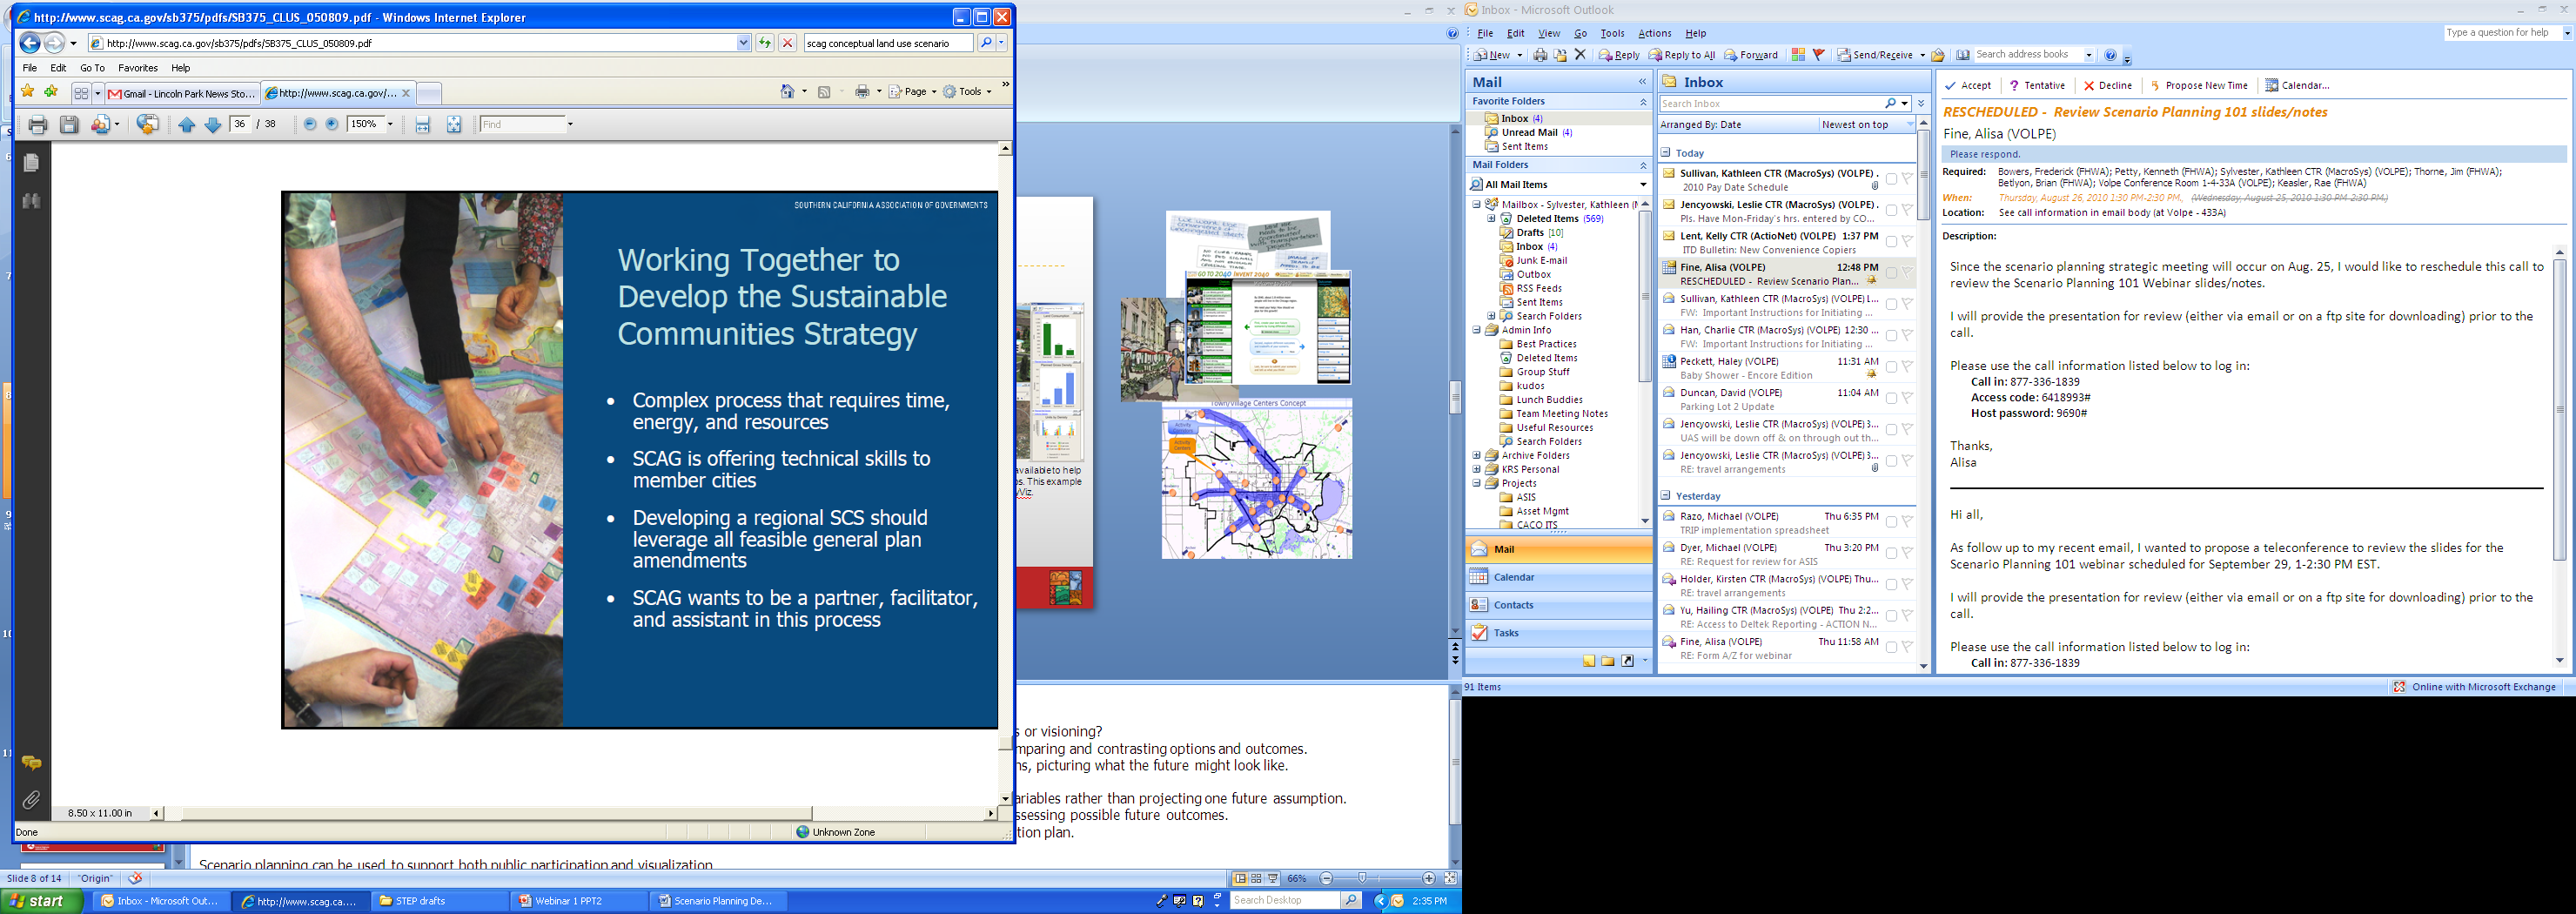 http://www.scag.ca.gov/sb375/pdfs/SB375_CLUS_050809.pdf - Windows Internet Explorer
http://www.scag.ca.gov/sb375/pdfs/SB375_CLUS_050809.pdf
scag conceptual land use scenario
File Edit Go To Favorites Help
Gmail - Lincoln Park News Sto...
http://www.scag.ca.gov/...
Page
Tools
36 / 38
150%
Find
SOUTHERN CALIFORNIA ASSOCIATION OF GOVERNMENTS
Working Together to
Develop the Sustainable
Communities Strategy
• Complex process that requires time,
energy, and resources
• SCAG is offering technical skills to
member cities
• Developing a regional SCS should
leverage all feasible general plan
amendments
• SCAG wants to be a partner, facilitator,
and assistant in this process
8.50 x 11.00 in
Done
Unknown Zone
GO TO 2040 INVENT 2040
Town/Village Centers Concept
available to help
s or visioning?
mparing and contrasting options and outcomes.
ns, picturing what the future might look like.
ariables rather than projecting one future assumption.
ssessing possible future outcomes.
tion plan.
Scenario planning can be used to support both public participation and visualization
Slide 8 of 14
"Origin"
66%
start
Inbox - Microsoft Out...
http://www.scag.ca....
STEP drafts
Webinar 1 PPT2
Scenario Planning De...
Search Desktop
2:35 PM
Inbox - Microsoft Outlook
File Edit View Go Tools Actions Help
Type a question for help
New
Reply
Reply to All
Forward
Send/Receive
Search address books
Mail
Favorite Folders
Inbox (4)
Unread Mail (4)
Sent Items
Mail Folders
All Mail Items
Mailbox - Sylvester, Kathleen (
Deleted Items (569)
Drafts [10]
Inbox (4)
Junk E-mail
Outbox
RSS Feeds
Sent Items
Search Folders
Admin Info
Best Practices
Deleted Items
Group Stuff
kudos
Lunch Buddies
Team Meeting Notes
Useful Resources
Search Folders
Archive Folders
KRS Personal
Projects
ASIS
Asset Mgmt
CACO ITS
Mail
Calendar
Contacts
Tasks
91 Items
Inbox
Search Inbox
Arranged By: Date
Newest on top
Today
Sullivan, Kathleen CTR (MacroSys) (VOLPE) .
2010 Pay Date Schedule
Jencyowski, Leslie CTR (MacroSys) (VOLPE)...
Pls. Have Mon-Friday's hrs. entered by CO...
Lent, Kelly CTR (ActioNet) (VOLPE) 1:37 PM
ITD Bulletin: New Convenience Copiers
Fine, Alisa (VOLPE) 12:48 PM
RESCHEDULED - Review Scenario Plan...
Sullivan, Kathleen CTR (MacroSys) (VOLPE) L...
FW: Important Instructions for Initiating ...
Han, Charlie CTR (MacroSys) (VOLPE) 12:30 ...
FW: Important Instructions for Initiating ...
Peckett, Haley (VOLPE) 11:31 AM
Baby Shower - Encore Edition
Duncan, David (VOLPE) 11:04 AM
Parking Lot 2 Update
Jencyowski, Leslie CTR (MacroSys) (VOLPE) 3...
UAS will be down off & on through out th...
Jencyowski, Leslie CTR (MacroSys) (VOLPE) 3...
RE: travel arrangements
Yesterday
Razo, Michael (VOLPE) Thu 6:35 PM
TRIP implementation spreadsheet
Dyer, Michael (VOLPE) Thu 3:20 PM
RE: Request for review for ASIS
Holder, Kirsten CTR (MacroSys) (VOLPE) Thu...
RE: travel arrangements
Yu, Hailing CTR (MacroSys) (VOLPE) Thu 2:2...
RE: Access to Deltek Reporting - ACTION N...
Fine, Alisa (VOLPE) Thu 11:58 AM
RE: Form A/Z for webinar
Accept Tentative Decline Propose New Time Calendar...
RESCHEDULED - Review Scenario Planning 101 slides/notes
Fine, Alisa (VOLPE)
Please respond.
Required: Bowers, Frederick (FHWA); Petty, Kenneth (FHWA); Sylvester, Kathleen CTR (MacroSys) (VOLPE); Thorne, Jim (FHWA);
Betlyon, Brian (FHWA); Volpe Conference Room 1-4-33A (VOLPE); Keasler, Rae (FHWA)
When: Thursday, August 26, 2010 1:30 PM-2:30 PM. (Wednesday, August 25, 2010 1:30 PM-2:30 PM.)
Location: See call information in email body (at Volpe - 433A)
Description:
Since the scenario planning strategic meeting will occur on Aug. 25, I would like to reschedule this call to
review the Scenario Planning 101 Webinar slides/notes.
I will provide the presentation for review (either via email or on a ftp site for downloading) prior to the
call.
Please use the call information listed below to log in:
Call in: 877-336-1839
Access code: 6418993#
Host password: 9690#
Thanks,
Alisa
Hi all,
As follow up to my recent email, I wanted to propose a teleconference to review the slides for the
Scenario Planning 101 webinar scheduled for September 29, 1-2:30 PM EST.
I will provide the presentation for review (either via email or on a ftp site for downloading) prior to the
call.
Please use the call information listed below to log in:
Call in: 877-336-1839
Online with Microsoft Exchange